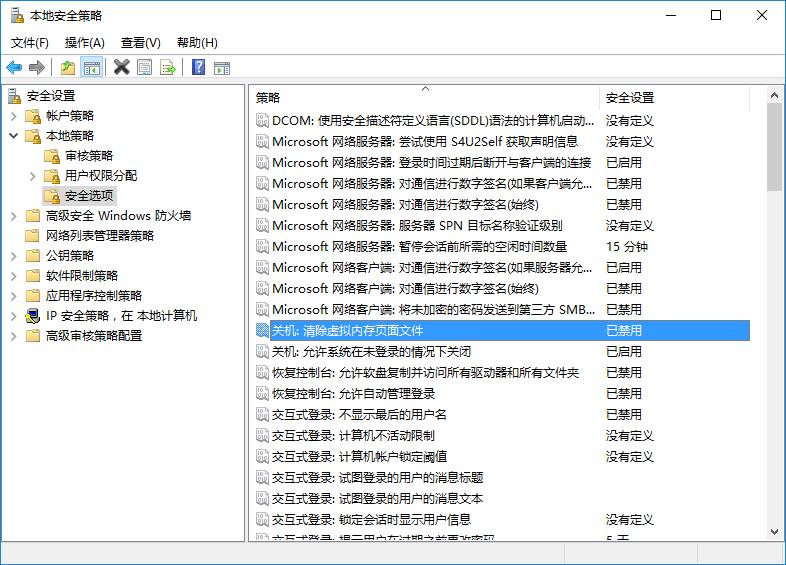 本地安全策略
文件(F) 操作(A) 查看(V) 帮助(H)
安全设置
帐户策略
本地策略
审核策略
用户权限分配
安全选项
高级安全 Windows 防火墙
网络列表管理器策略
公钥策略
软件限制策略
应用程序控制策略
IP 安全策略，在 本地计算机
高级审核策略配置
策略 安全设置
DCOM: 使用安全描述符定义语言(SDDL)语法的计算机启动... 没有定义
Microsoft 网络服务器: 尝试使用 S4U2Self 获取声明信息 没有定义
Microsoft 网络服务器: 登录时间过期后断开与客户端的连接 已启用
Microsoft 网络服务器: 对通信进行数字签名(如果客户端允... 已禁用
Microsoft 网络服务器: 对通信进行数字签名(始终) 已禁用
Microsoft 网络服务器: 服务器 SPN 目标名称验证级别 没有定义
Microsoft 网络服务器: 暂停会话前所需的空闲时间数量 15 分钟
Microsoft 网络客户端: 对通信进行数字签名(如果服务器允... 已启用
Microsoft 网络客户端: 对通信进行数字签名(始终) 已禁用
Microsoft 网络客户端: 将未加密的密码发送到第三方 SMB... 已禁用
关机: 清除虚拟内存页面文件 已禁用
关机: 允许系统在未登录的情况下关闭 已启用
恢复控制台: 允许软盘复制并访问所有驱动器和所有文件夹 已禁用
恢复控制台: 允许自动管理登录 已禁用
交互式登录: 不显示最后的用户名 已禁用
交互式登录: 计算机不活动限制 没有定义
交互式登录: 计算机帐户锁定阈值 没有定义
交互式登录: 试图登录的用户的消息标题
交互式登录: 试图登录的用户的消息文本
交互式登录: 锁定会话时显示用户信息 没有定义
交互式登录: 提示用户在过期之前更改密码 5 天